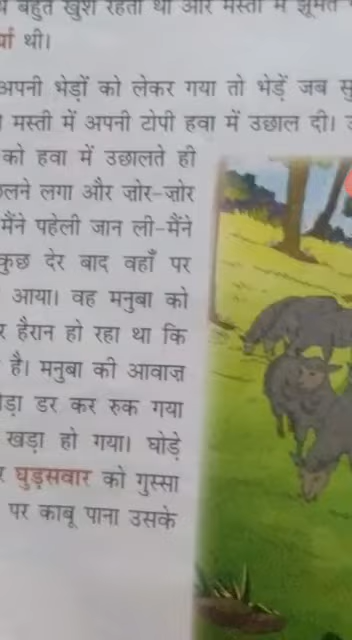 बहुत खुश रहता था और मस्ती में झूमत
थी।
अपनी भेड़ों को लेकर गया तो भेड़ें जब
मस्ती में अपनी टोपी हवा में उछाल दी।
को हवा में उछालते ही
लगा और ज़ोर-ज़ोर
मैंने पहेली जान ली-मैंने
कुछ देर बाद वहाँ पर
आया। वह मनुबा को
हैरान हो रहा था कि
है। मनुबा की आवाज़
डर कर रुक गया
खड़ा हो गया। घोड़े
घुड़सवार को गुस्सा
पर काबू पाना उसके